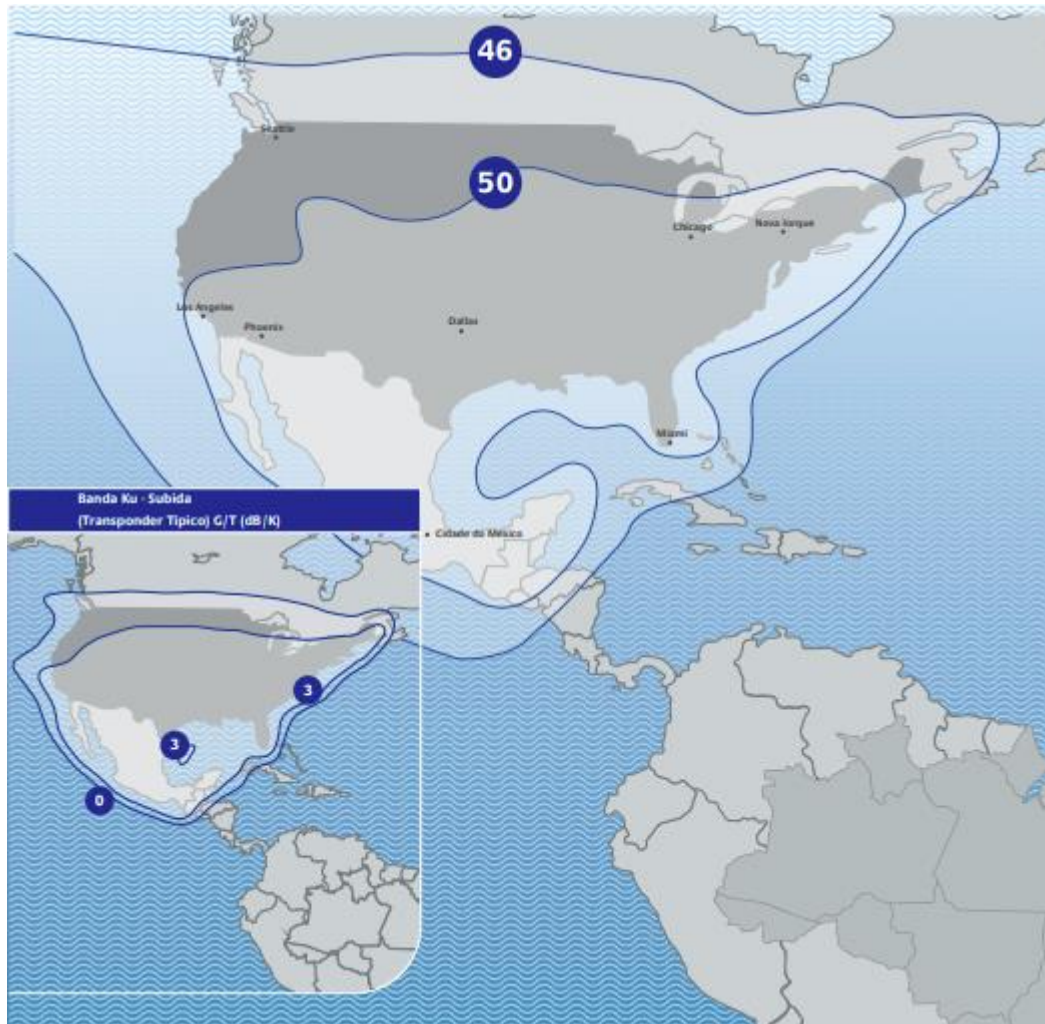 46
Seattle
50
Chicago
Nova Iorque
Los Angeles
Phoenix
Dallas
Miami
Banda Ku - Subida
(Transponder Típico) G/T (dB/K)
Cidade do México
3
3
0